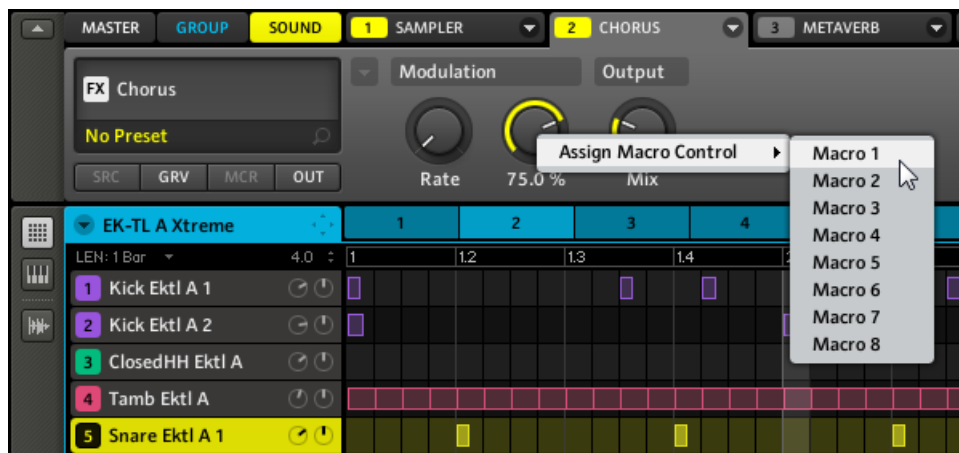 MASTER GROUP SOUND 1 SAMPLER 2 CHORUS 3 METAVERB
Modulation Output
FX Chorus
No Preset
Assign Macro Control Macro 1
SRC GRV MCR OUT Rate 75.0 % Mix Macro 2
Macro 3
EK-TL A Xtreme 1 2 3 4 Macro 4
LEN: 1 Bar 4.0 1 1.2 1.3 1.4 Macro 5
1 Kick Ektl A 1 Macro 6
2 Kick Ektl A 2 Macro 7
Macro 8
3 ClosedHH Ektl A
4 Tamb Ektl A
5 Snare Ektl A 1